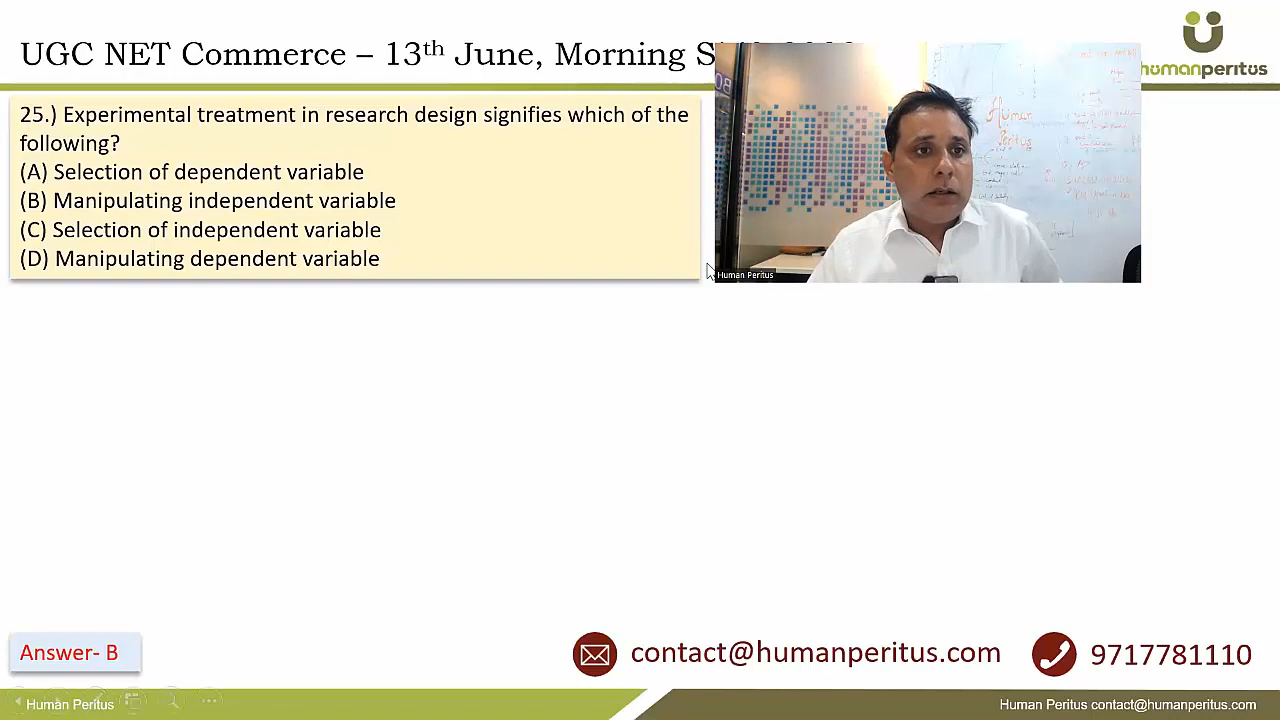 UGC NET Commerce – 13th June, Morning
humanperitus
25.) Experimental treatment in research design signifies which of the
following?
(A) Selection of dependent variable
(B) Manipulating independent variable
(C) Selection of independent variable
(D) Manipulating dependent variable
Human Peritus
Human Peritus
Answer- B
contact@humanperitus.com
9717781110
Human Peritus
Human Peritus contact@humanperitus.com